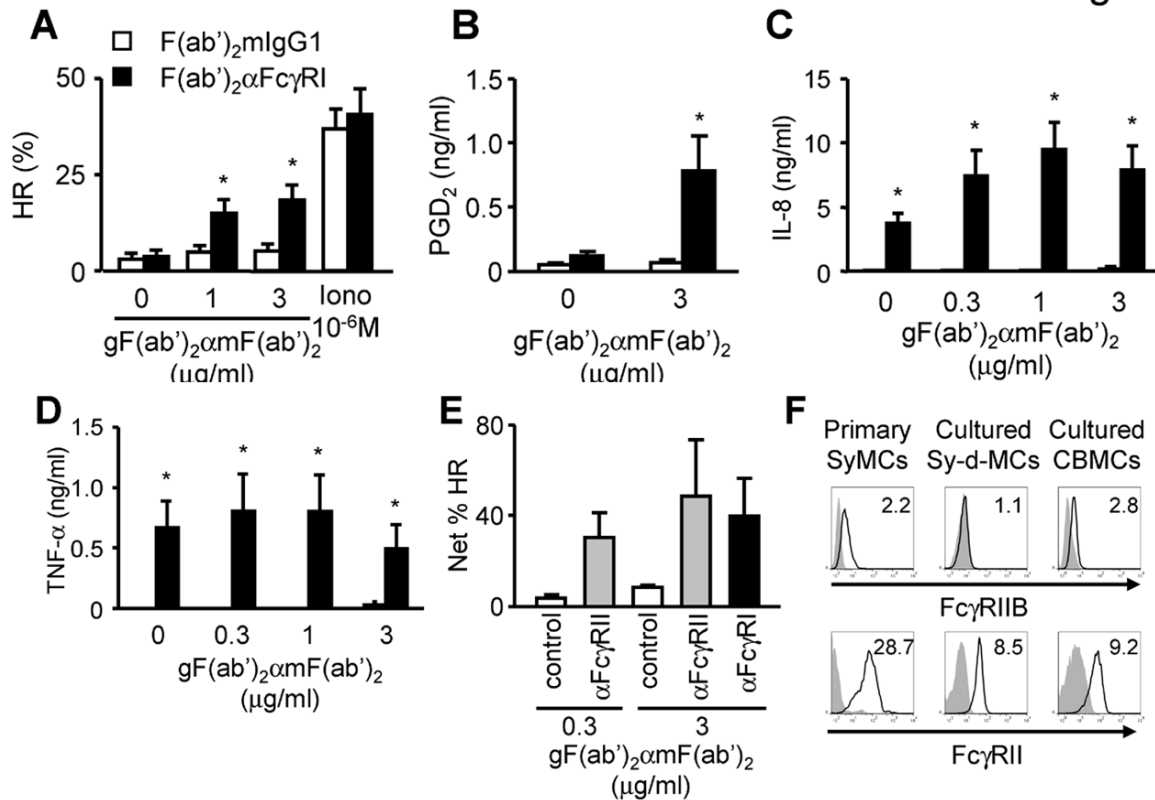 A
F(ab’)₂mIgG1
F(ab’)₂αFcγRI
HR (%)
50
25
0
0 1 3 Iono
10⁻⁶M
gF(ab’)₂αmF(ab’)₂
(μg/ml)
* *
B
PGD₂ (ng/ml)
1.5
1.0
0.5
0
*
0 3
gF(ab’)₂αmF(ab’)₂
(μg/ml)
C
IL-8 (ng/ml)
15
10
5
0
* * * *
0 0.3 1 3
gF(ab’)₂αmF(ab’)₂
(μg/ml)
D
TNF-α (ng/ml)
1.5
1.0
0.5
0
* * * *
0 0.3 1 3
gF(ab’)₂αmF(ab’)₂
(μg/ml)
E
Net % HR
80
40
0
control
αFcγRII
control
αFcγRII
αFcγRI
0.3 3
gF(ab’)₂αmF(ab’)₂
(μg/ml)
F
Primary Cultured Cultured
SyMCs Sy-d-MCs CBMCs
2.2 1.1 2.8
FcγRIIB
28.7 8.5 9.2
FcγRII